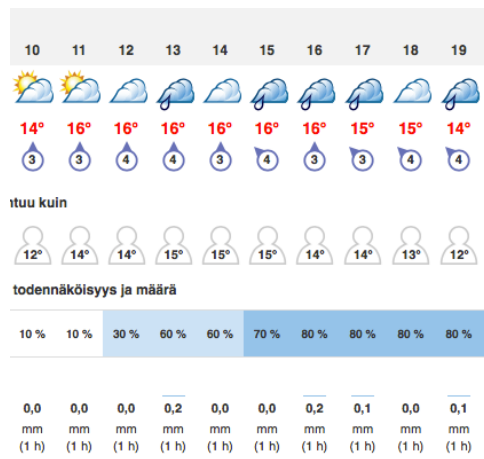 10 11 12 13 14 15 16 17 18 19
14° 16° 16° 16° 16° 16° 16° 15° 15° 14°
3 3 4 4 3 4 3 3 4 4
ntuu kuin
12° 14° 14° 15° 15° 15° 14° 14° 13° 12°
todennäköisyys ja määrä
10 % 10 % 30 % 60 % 60 % 70 % 80 % 80 % 80 % 80 %
0,0 0,0 0,0 0,2 0,0 0,0 0,2 0,1 0,0 0,1
mm mm mm mm mm mm mm mm mm mm
(1 h) (1 h) (1 h) (1 h) (1 h) (1 h) (1 h) (1 h) (1 h) (1 h)